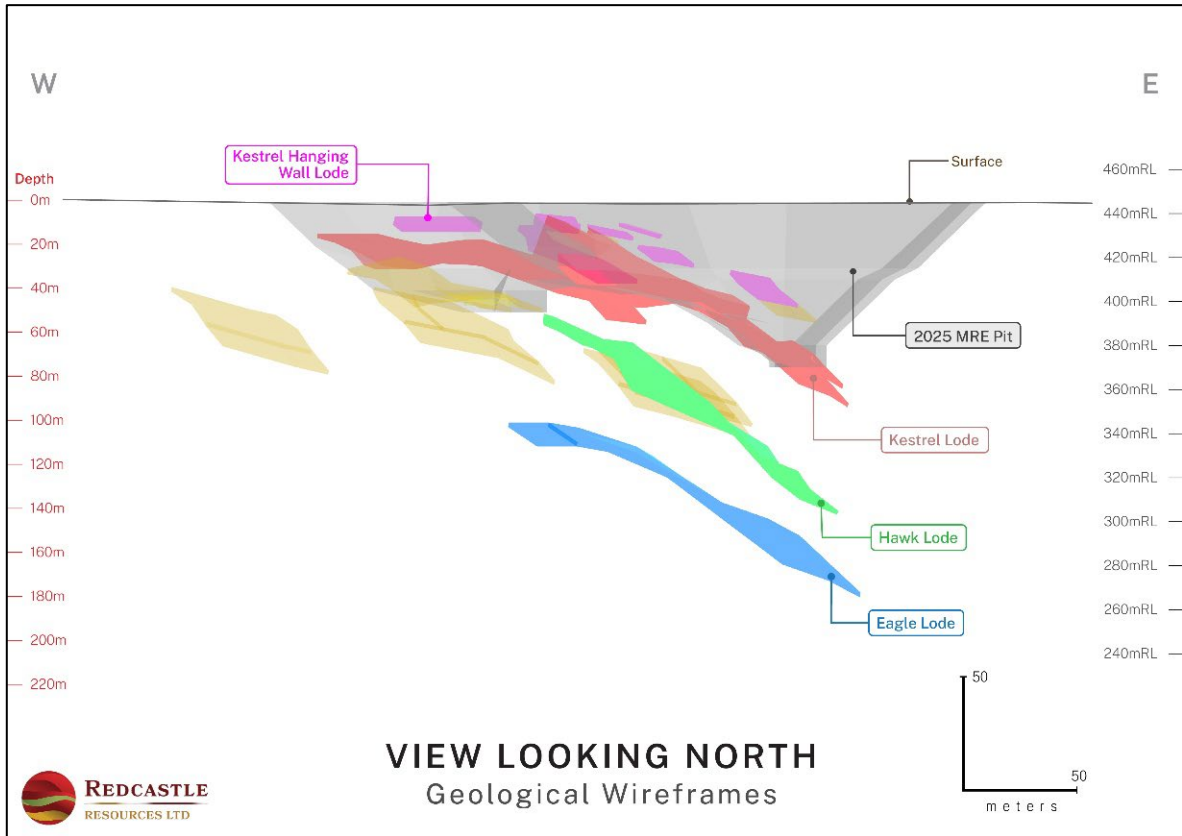 W
E
Kestrel Hanging
Wall Lode
Surface
Depth
0m
20m
40m
60m
80m
100m
120m
140m
160m
180m
200m
220m
460mRL
440mRL
420mRL
400mRL
380mRL
360mRL
340mRL
320mRL
300mRL
280mRL
260mRL
240mRL
2025 MRE Pit
Kestrel Lode
Hawk Lode
Eagle Lode
50
50
meters
VIEW LOOKING NORTH
Geological Wireframes
REDCASTLE
RESOURCES LTD